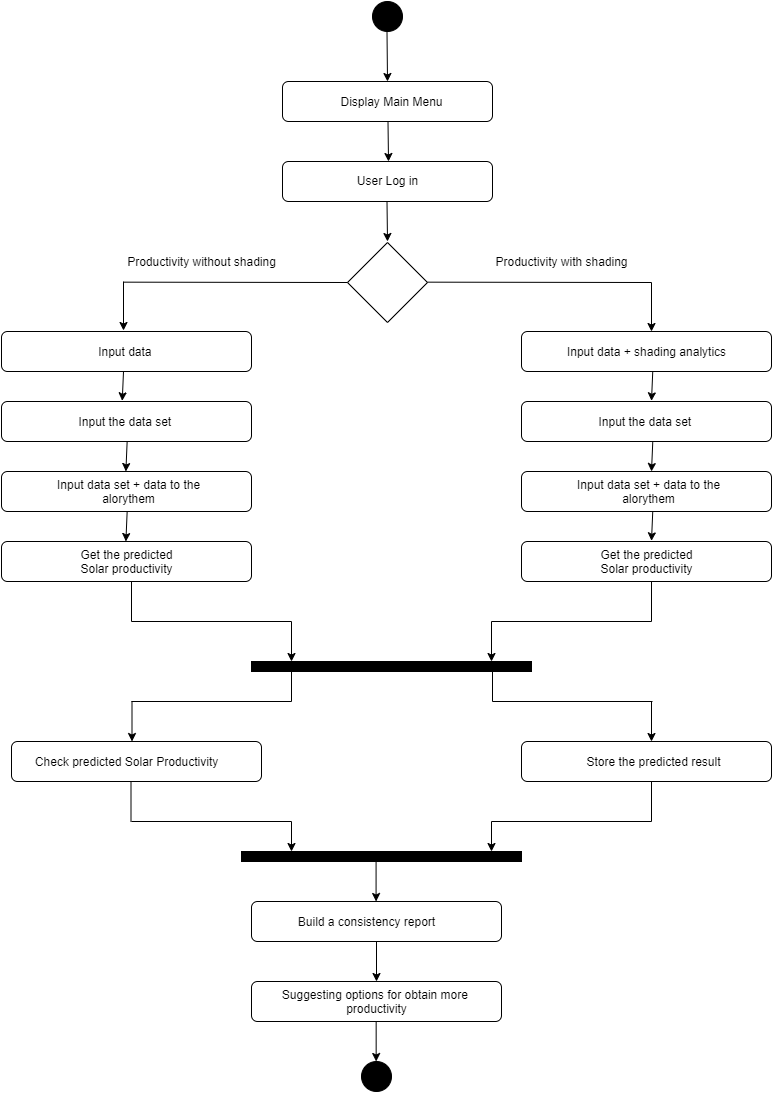 Display Main Menu
User Log in
Productivity without shading
Productivity with shading
Input data
Input data + shading analytics
Input the data set
Input the data set
Input data set + data to the
alorythem
Input data set + data to the
alorythem
Get the predicted
Solar productivity
Get the predicted
Solar productivity
Check predicted Solar Productivity
Store the predicted result
Build a consistency report
Suggesting options for obtain more
productivity